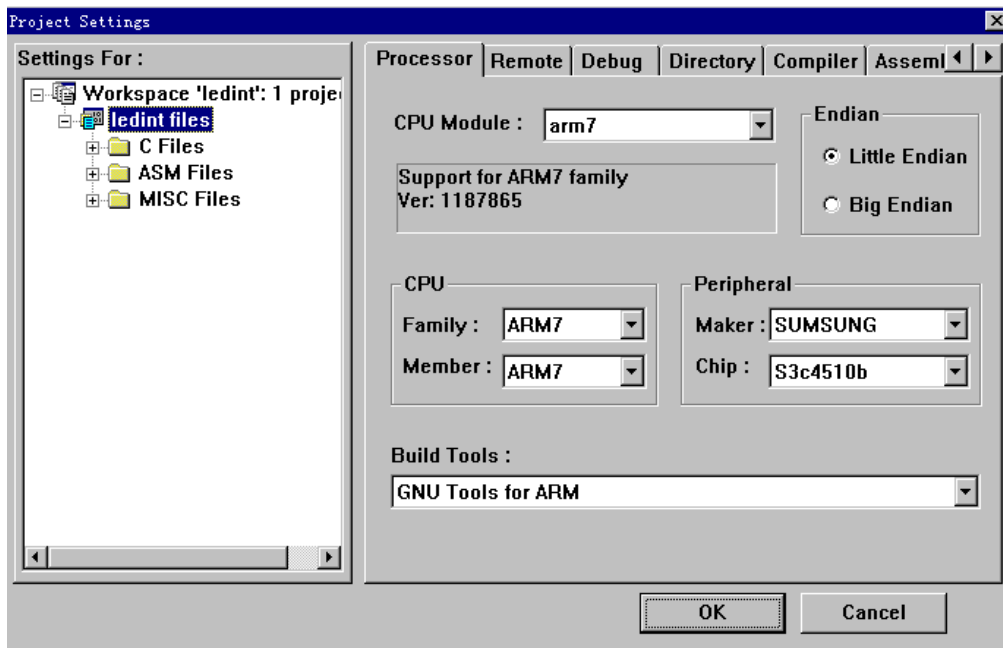 Project Settings
Settings For :
Workspace 'ledint': 1 proje
ledint files
C Files
ASM Files
MISC Files
Processor
Remote
Debug
Directory
Compiler
Assembl
CPU Module :
arm7
Support for ARM7 family
Ver: 1187865
Endian
Little Endian
Big Endian
CPU
Family :
ARM7
Member :
ARM7
Peripheral
Maker :
SUMSUNG
Chip :
S3c4510b
Build Tools :
GNU Tools for ARM
OK
Cancel